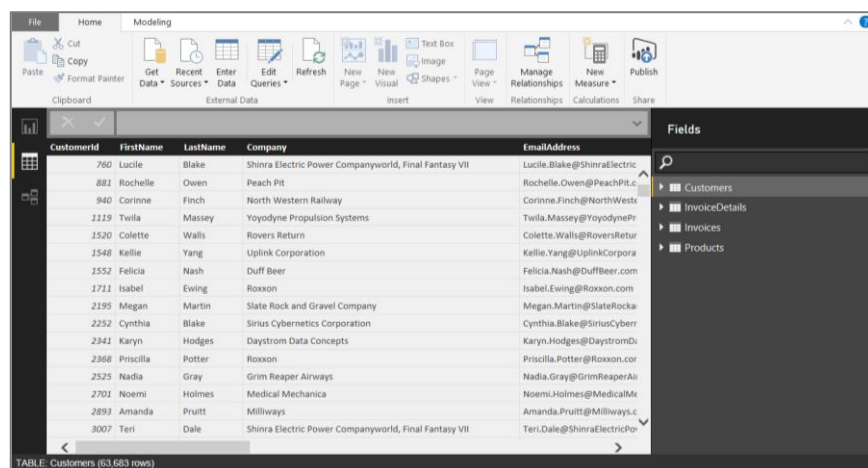 File Home Modeling
Paste
Cut
Copy
Format Painter
Clipboard
Get Data
Recent Sources
Enter Data
Edit Queries
Refresh
External Data
New Page
New Visual
Text Box
Image
Shapes
Insert
Page View
View
Manage Relationships
Relationships
New Measure
Calculations
Publish
Share
Fields
CustomerId FirstName LastName Company EmailAddress
760 Lucile Blake Shinra Electric Power Companyworld, Final Fantasy VII Lucile.Blake@ShinraElectric
881 Rochelle Owen Peach Pit Rochelle.Owen@PeachPit.c
940 Corinne Finch North Western Railway Corinne.Finch@NorthWeste
1119 Twila Massey Yoyodyne Propulsion Systems Twila.Massey@YoyodynePr
1520 Colette Walls Rovers Return Colette.Walls@RoversRetur
1548 Kellie Yang Uplink Corporation Kellie.Yang@UplinkCorpora
1552 Felicia Nash Duff Beer Felicia.Nash@DuffBeer.com
1711 Isabel Ewing Roxxon Isabel.Ewing@Roxxon.com
2195 Megan Martin Slate Rock and Gravel Company Megan.Martin@SlateRocka
2252 Cynthia Blake Sirius Cybernetics Corporation Cynthia.Blake@SiriusCybern
2341 Karyn Hodges Daystrom Data Concepts Karyn.Hodges@DaystromDa
2368 Priscilla Potter Roxxon Priscilla.Potter@Roxxon.cor
2525 Nadia Gray Grim Reaper Airways Nadia.Gray@GrimReaperAir
2701 Noemi Holmes Medical Mechanica Noemi.Holmes@MedicalMe
2893 Amanda Pruitt Milliways Amanda.Pruitt@Milliways.c
3007 Teri Dale Shinra Electric Power Companyworld, Final Fantasy VII Teri.Dale@ShinraElectricPov
Customers
InvoiceDetails
Invoices
Products
TABLE: Customers (63,683 rows)